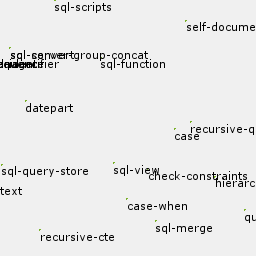 sql-scripts
self-docume
sql-server-group-concat
sql-function
datepart
recursive-q
case
sql-view
sql-query-store
check-constraints
hierarc
text
case-when
qu
sql-merge
recursive-cte